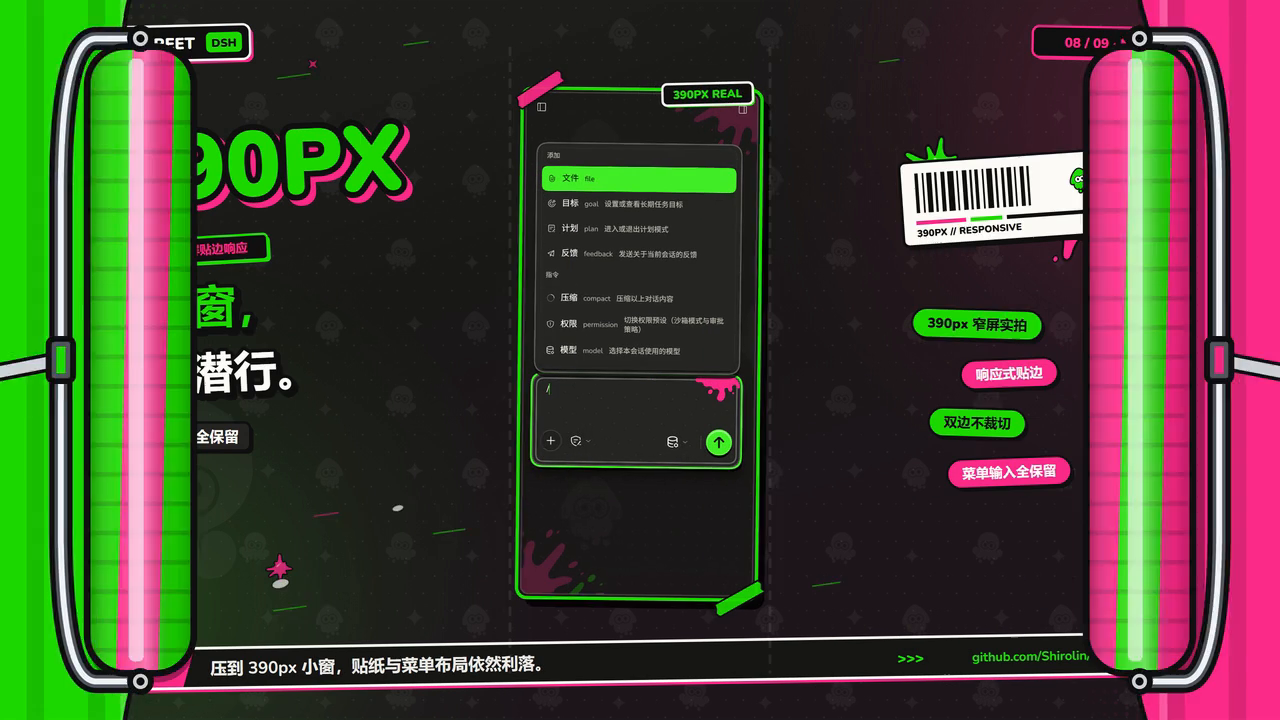 DSH
08 / 09
90PX
贴边响应
窗，
潜行。
全保留
390PX REAL
添加
文件 file
目标 goal 设置或查看长期任务目标
计划 plan 进入或退出计划模式
反馈 feedback 发送关于当前会话的反馈
指令
压缩 compact 压缩以上对话内容
权限 permission 切换权限预设（沙箱模式与审批
策略）
模型 model 选择本会话使用的模型
/
390PX // RESPONSIVE
390px 窄屏实拍
响应式贴边
双边不裁切
菜单输入全保留
压到 390px 小窗，贴纸与菜单布局依然利落。
>>>
github.com/Shirolin